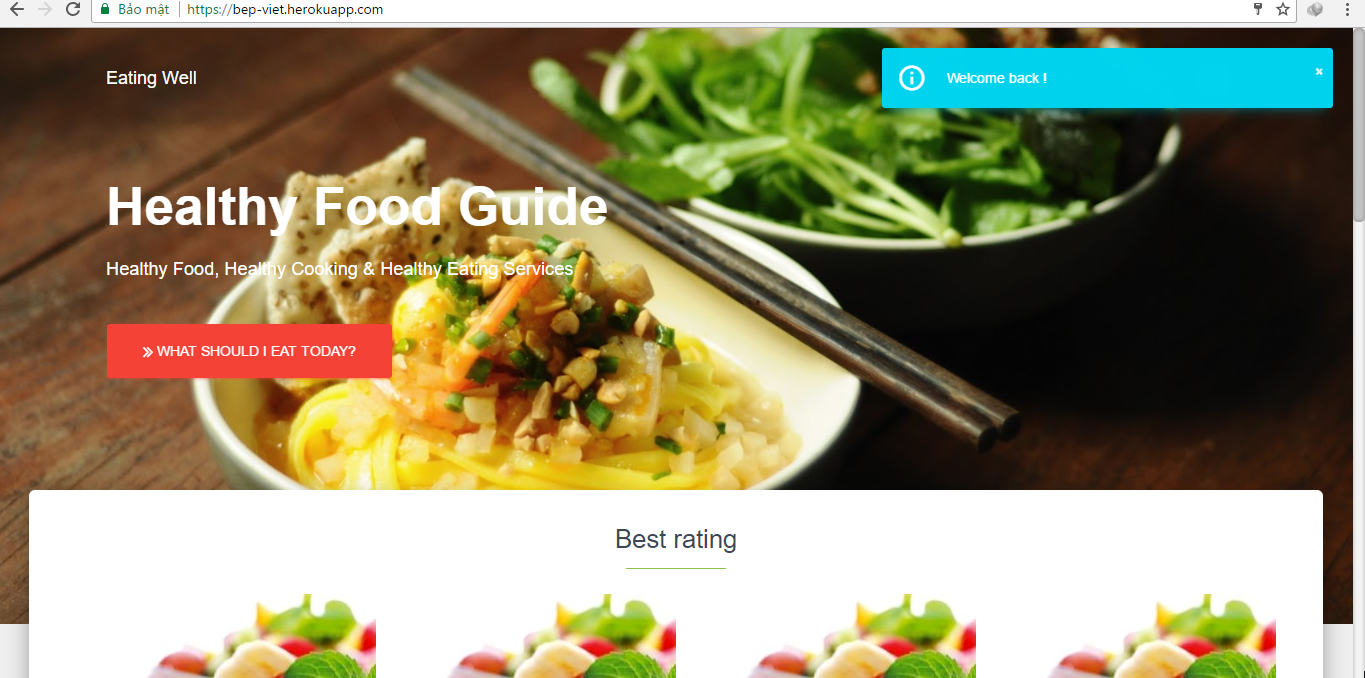 Bảo mật
https://bep-viet.herokuapp.com
Eating Well
Welcome back !
Healthy Food Guide
Healthy Food, Healthy Cooking & Healthy Eating Services
WHAT SHOULD I EAT TODAY?
Best rating